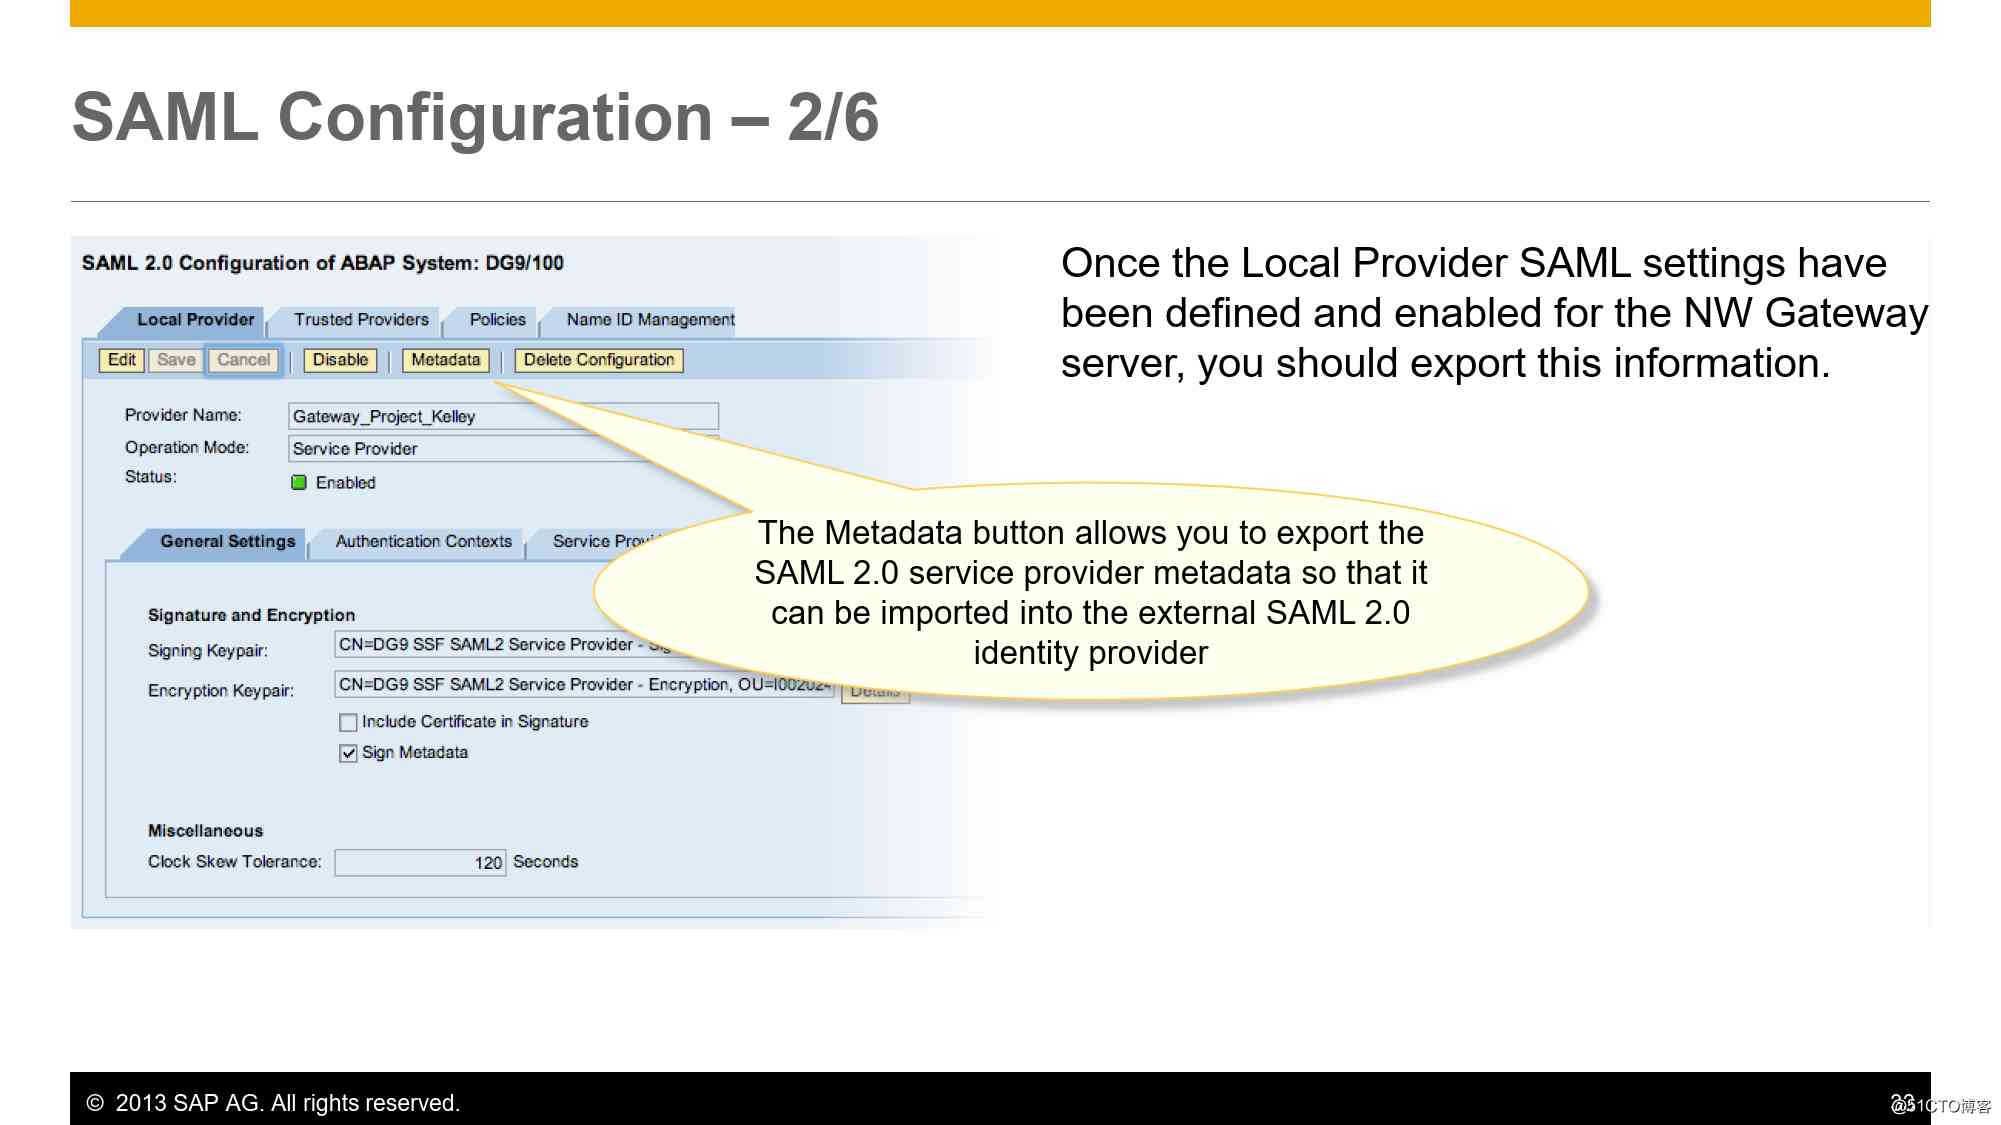 SAML Configuration – 2/6
SAML 2.0 Configuration of ABAP System: DG9/100
Local Provider Trusted Providers Policies Name ID Management
Edit Save Cancel Disable Metadata Delete Configuration
Provider Name: Gateway_Project_Kelley
Operation Mode: Service Provider
Status: Enabled
General Settings Authentication Contexts Service
Signature and Encryption
Signing Keypair: CN=DG9 SSF SAML2 Service Provider -
Encryption Keypair: CN=DG9 SSF SAML2 Service Provider - Encryption, OU=I002024 Details
Include Certificate in Signature
Sign Metadata
Miscellaneous
Clock Skew Tolerance: 120 Seconds
Once the Local Provider SAML settings have
been defined and enabled for the NW Gateway
server, you should export this information.
The Metadata button allows you to export the
SAML 2.0 service provider metadata so that it
can be imported into the external SAML 2.0
identity provider
© 2013 SAP AG. All rights reserved.
@51CTO博客